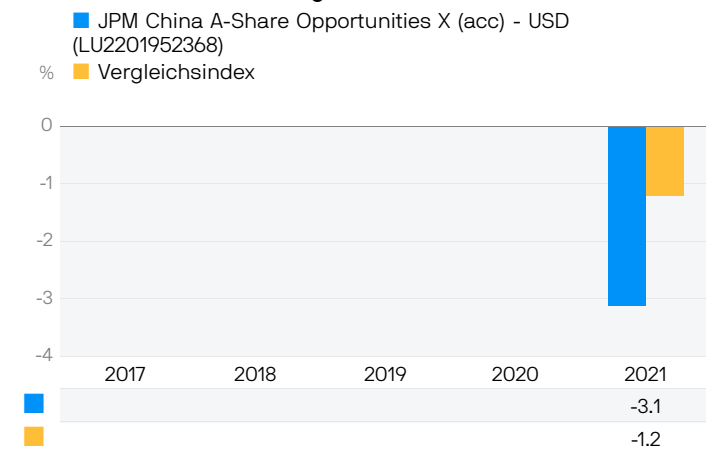 JPM China A-Share Opportunities X (acc) - USD
(LU2201952368)
% Vergleichsindex
0
-1
-2
-3
-4
2017 2018 2019 2020 2021
-3.1
-1.2